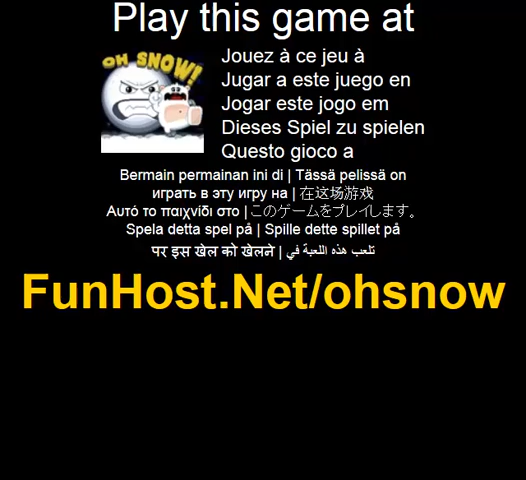 Play this game at
OH SNOW!
Jouez à ce jeu à
Jugar a este juego en
Jogar este jogo em
Dieses Spiel zu spielen
Questo gioco a
Bermain permainan ini di | Tässä pelissä on
играть в эту игру на | 在这场游戏
Αυτό το παιχνίδι στο | このゲームをプレイします。
Spela detta spel på | Spille dette spillet på
पर इस खेल को खेलने | تلعب هذه اللعبة في
FunHost.Net/ohsnow